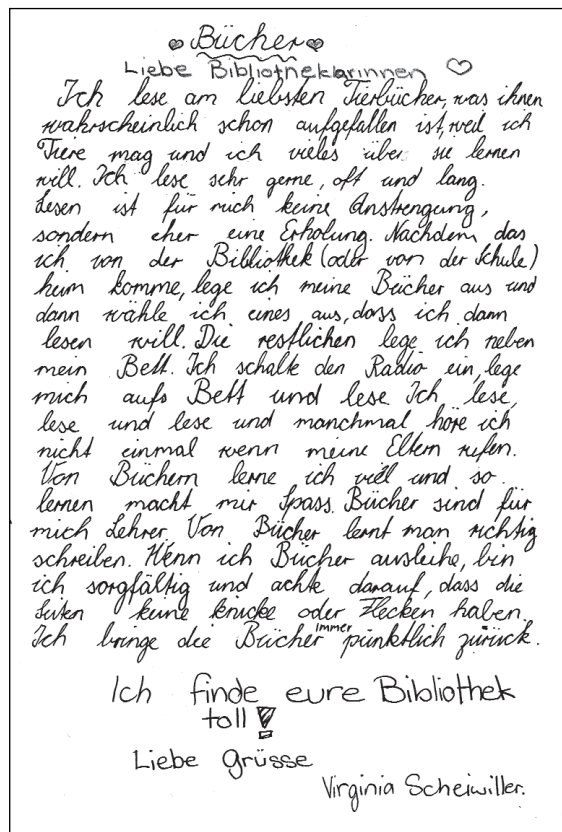 Bücher
Liebe Bibliotheklarinnen
Ich lese am liebsten Tierbücher, was ihnen
wahrscheinlich schon aufgefallen ist, weil ich
Tiere mag und ich vieles über sie lernen
will. Ich lese sehr gerne, oft und lang.
Lesen ist für mich keine Anstrengung,
sondern eher eine Erholung. Nachdem das
ich von der Bibliothek (oder von der Schule)
heim komme, lege ich meine Bücher aus und
dann wähle ich eines aus, dass ich dann
lesen will. Die restlichen lege ich neben
mein Bett. Ich schalte den Radio ein, lege
mich aufs Bett und lese. Ich lese,
lese und lese und manchmal höre ich
nicht einmal wenn meine Eltern rufen.
Von Büchern lerne ich viel und so
lernen macht mir Spass. Bücher sind für
mich Lehrer. Von Bücher lernt man richtig
schreiben. Wenn ich Bücher ausleihe, bin
ich sorgfältig und achte darauf, dass die
Seiten keine knicke oder Flecken haben.
Ich bringe die Bücher immer pünktlich zurück.
Ich finde eure Bibliothek
toll!
Liebe Grüsse
Virginia Scheiwiller.